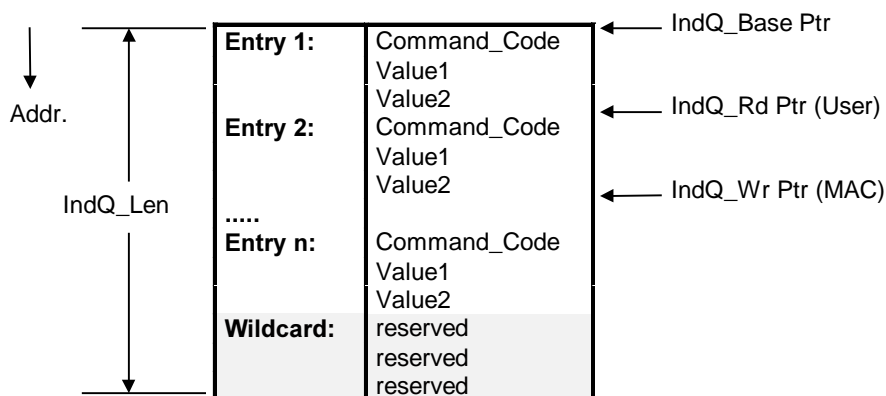 IndQ_Base Ptr
Entry 1: Command_Code
Value1
Value2
Addr.
IndQ_Rd Ptr (User)
Entry 2: Command_Code
Value1
Value2
IndQ_Wr Ptr (MAC)
IndQ_Len
.....
Entry n: Command_Code
Value1
Value2
Wildcard: reserved
reserved
reserved